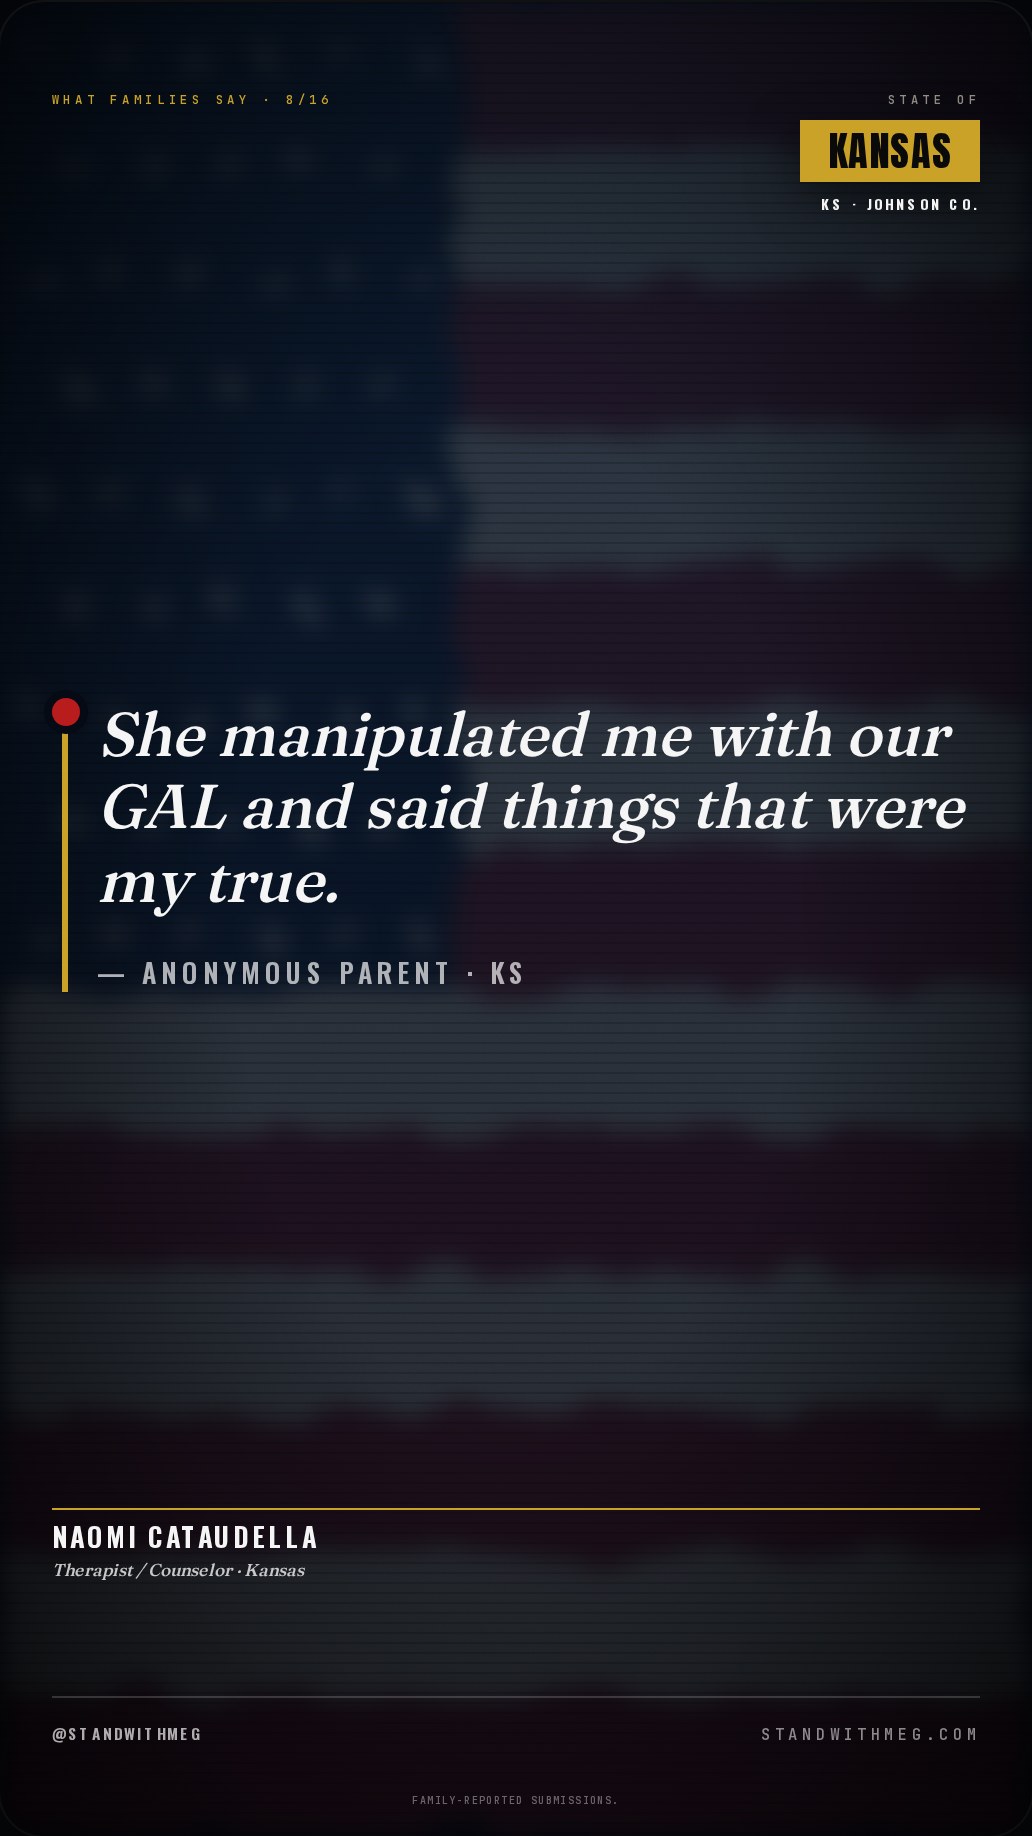 WHAT FAMILIES SAY · 8/16
STATE OF
KANSAS
KS · JOHNSON CO.
She manipulated me with our
GAL and said things that were
my true.
— ANONYMOUS PARENT · KS
NAOMI CATAUDELLA
Therapist / Counselor · Kansas
@STANDWITHMEG
STANDWITHMEG.COM
FAMILY-REPORTED SUBMISSIONS.